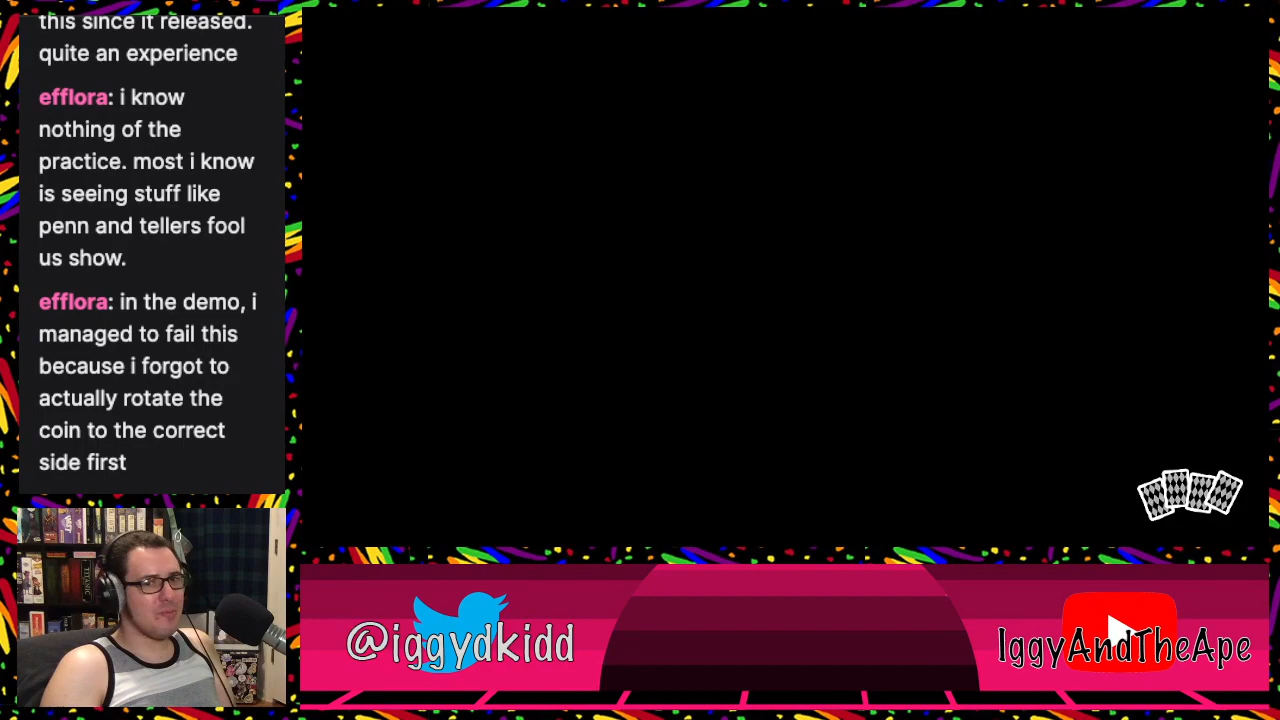 this since it released.
quite an experience
efflora: i know
nothing of the
practice. most i know
is seeing stuff like
penn and tellers fool
us show.
efflora: in the demo, i
managed to fail this
because i forgot to
actually rotate the
coin to the correct
side first
TITANIC
@iggydkidd
IggyAndTheApe